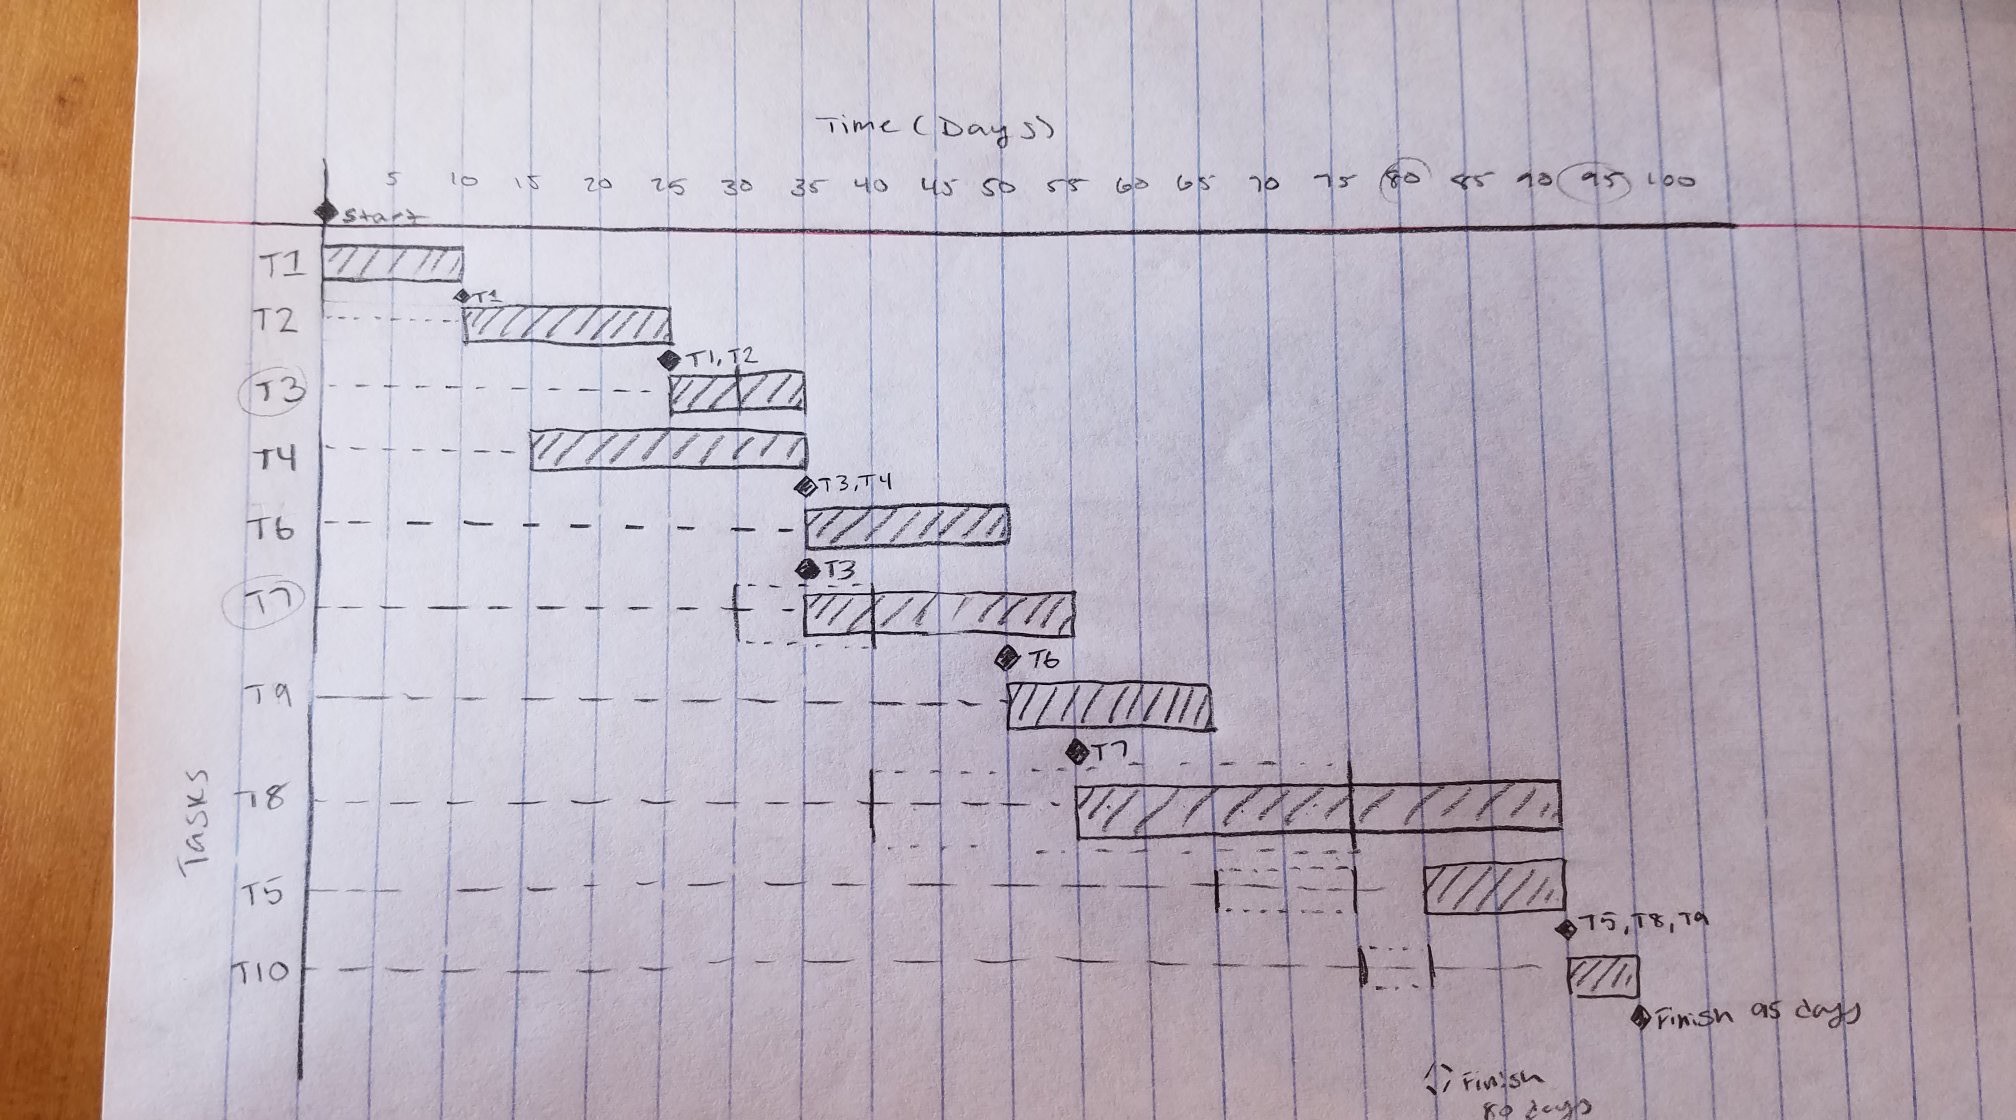 Time (Days)
5 10 15 20 25 30 35 40 45 50 55 60 65 70 75 80 85 90 95 100
Start
T1
T1
T2
T1, T2
T3
T4
T3, T4
T6
T3
T7
T6
T9
T7
T8
Tasks
T5
T5, T8, T9
T10
Finish 95 days
Finish
80 days